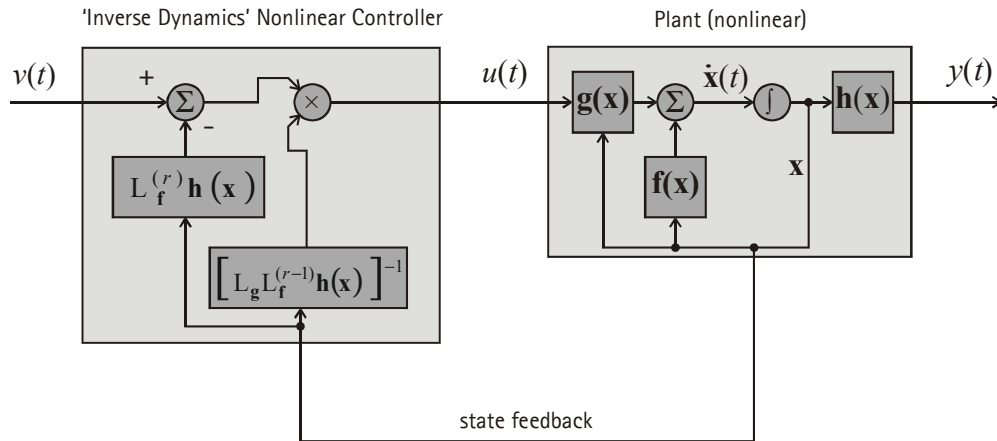 'Inverse Dynamics' Nonlinear Controller
Plant (nonlinear)
v(t)
+
Σ
-
×
u(t)
g(x)
Σ
ẋ(t)
∫
h(x)
y(t)
x
f(x)
L_f^(r) h (x)
[L_g L_f^(r−1) h(x)]^−1
state feedback